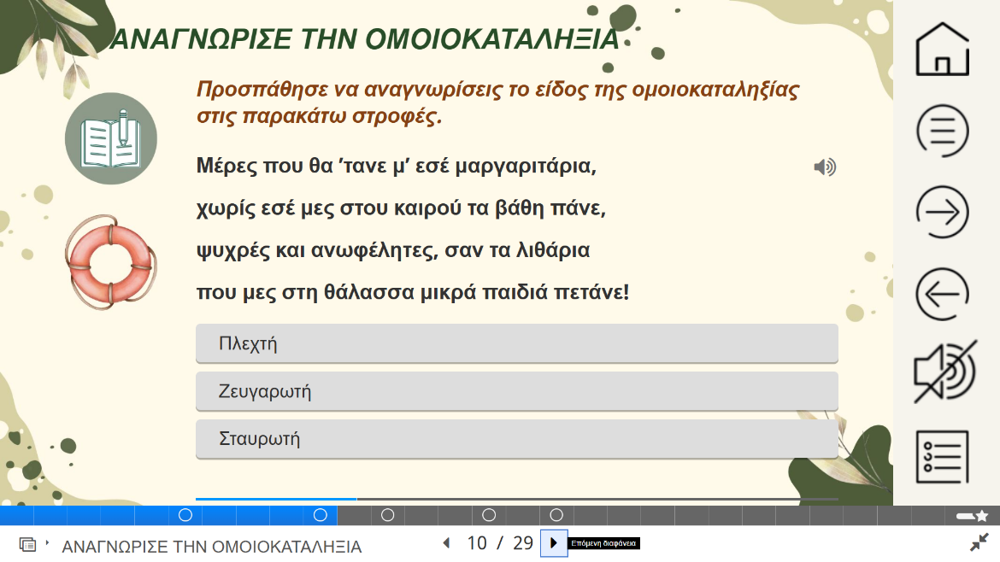 ΑΝΑΓΝΩΡΙΣΕ ΤΗΝ ΟΜΟΙΟΚΑΤΑΛΗΞΙΑ
Προσπάθησε να αναγνωρίσεις το είδος της ομοιοκαταληξίας
στις παρακάτω στροφές.
Μέρες που θα ’τανε μ’ εσέ μαργαριτάρια,
χωρίς εσέ μες στου καιρού τα βάθη πάνε,
ψυχρές και ανωφέλητες, σαν τα λιθάρια
που μες στη θάλασσα μικρά παιδιά πετάνε!
Πλεχτή
Ζευγαρωτή
Σταυρωτή
ΑΝΑΓΝΩΡΙΣΕ ΤΗΝ ΟΜΟΙΟΚΑΤΑΛΗΞΙΑ
10 / 29
Επόμενη διαφάνεια